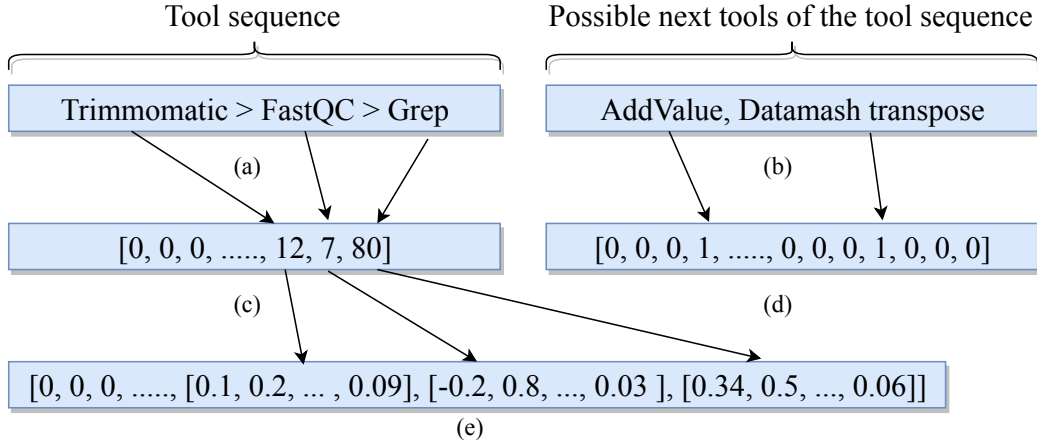 Tool sequence
Possible next tools of the tool sequence
Trimmomatic > FastQC > Grep
AddValue, Datamash transpose
(a)
(b)
[0, 0, 0, ....., 12, 7, 80]
[0, 0, 0, 1, ....., 0, 0, 0, 1, 0, 0, 0]
(c)
(d)
[0, 0, 0, ....., [0.1, 0.2, ... , 0.09], [-0.2, 0.8, ..., 0.03 ], [0.34, 0.5, ..., 0.06]]
(e)